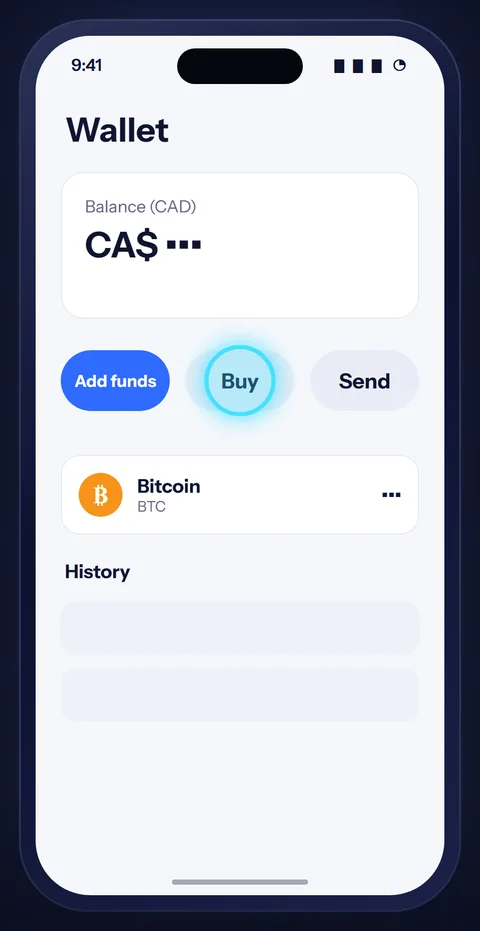 9:41
Wallet
Balance (CAD)
CA$ ▪▪▪
Add funds
Buy
Send
Bitcoin
BTC
▪▪▪
History